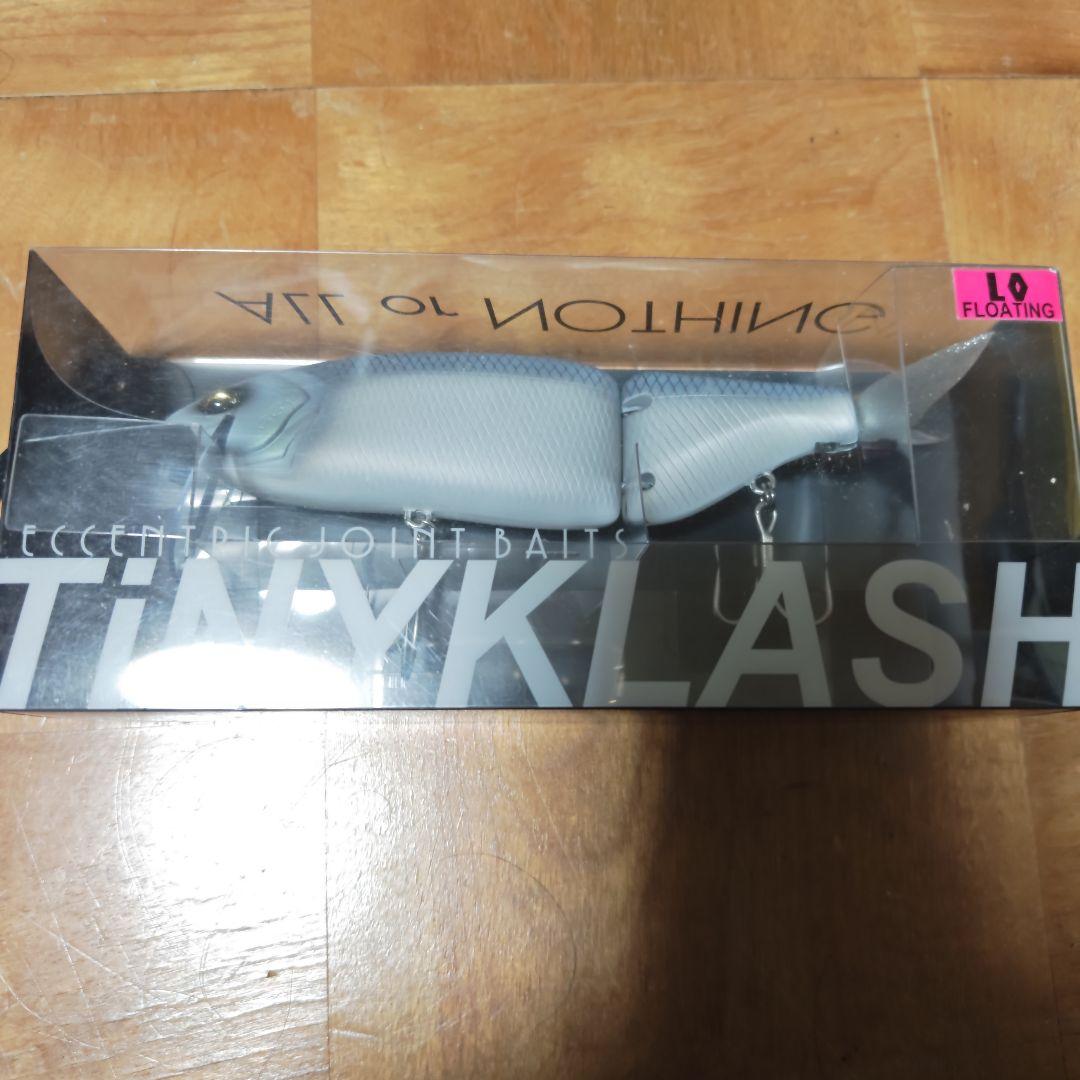 ALL or NOTHING
LO
FLOATING
ECCENTRIC JOINT BAITS
TiNYKLASH